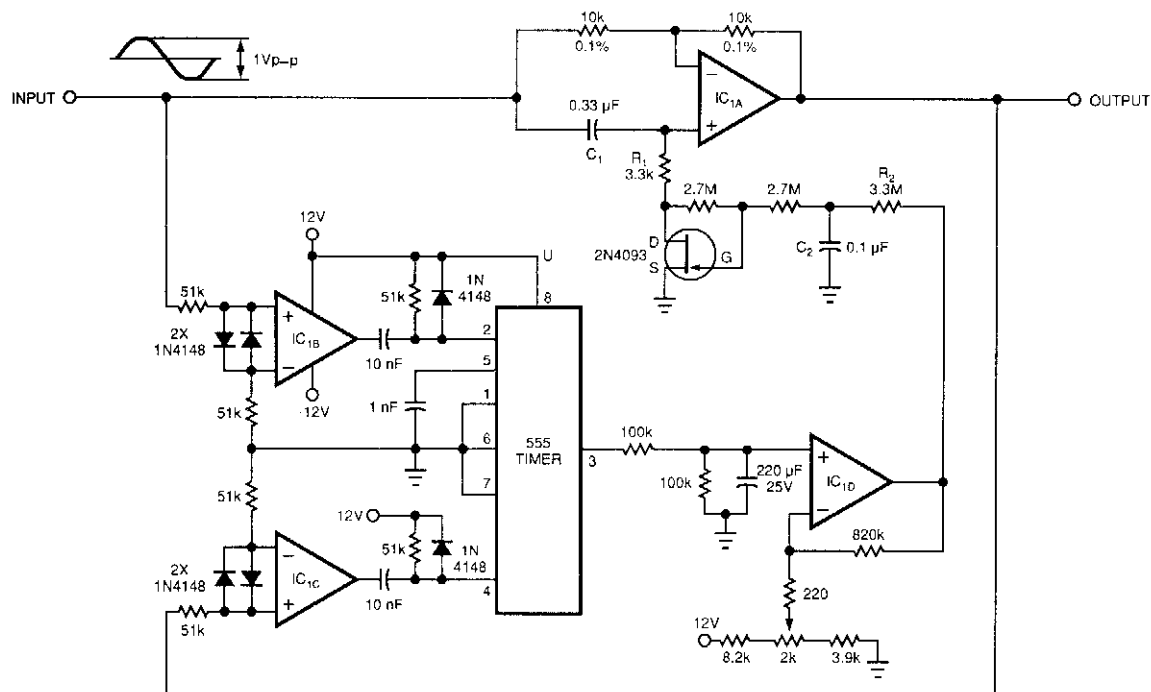 10k
0.1%
10k
0.1%
1Vp–p
INPUT
OUTPUT
0.33 µF
C1
–
+
IC1A
R1
3.3k
2.7M
2.7M
R2
3.3M
D
S
G
2N4093
C2
0.1 µF
12V
U
51k
1N
4148
8
51k
2X
1N4148
+
–
IC1B
10 nF
2
-12V
5
51k
1 nF
1
6
7
555
TIMER
3
100k
100k
220 µF
25V
+
–
IC1D
820k
220
12V
8.2k
2k
3.9k
51k
12V
51k
1N
4148
2X
1N4148
–
+
IC1C
10 nF
4
51k